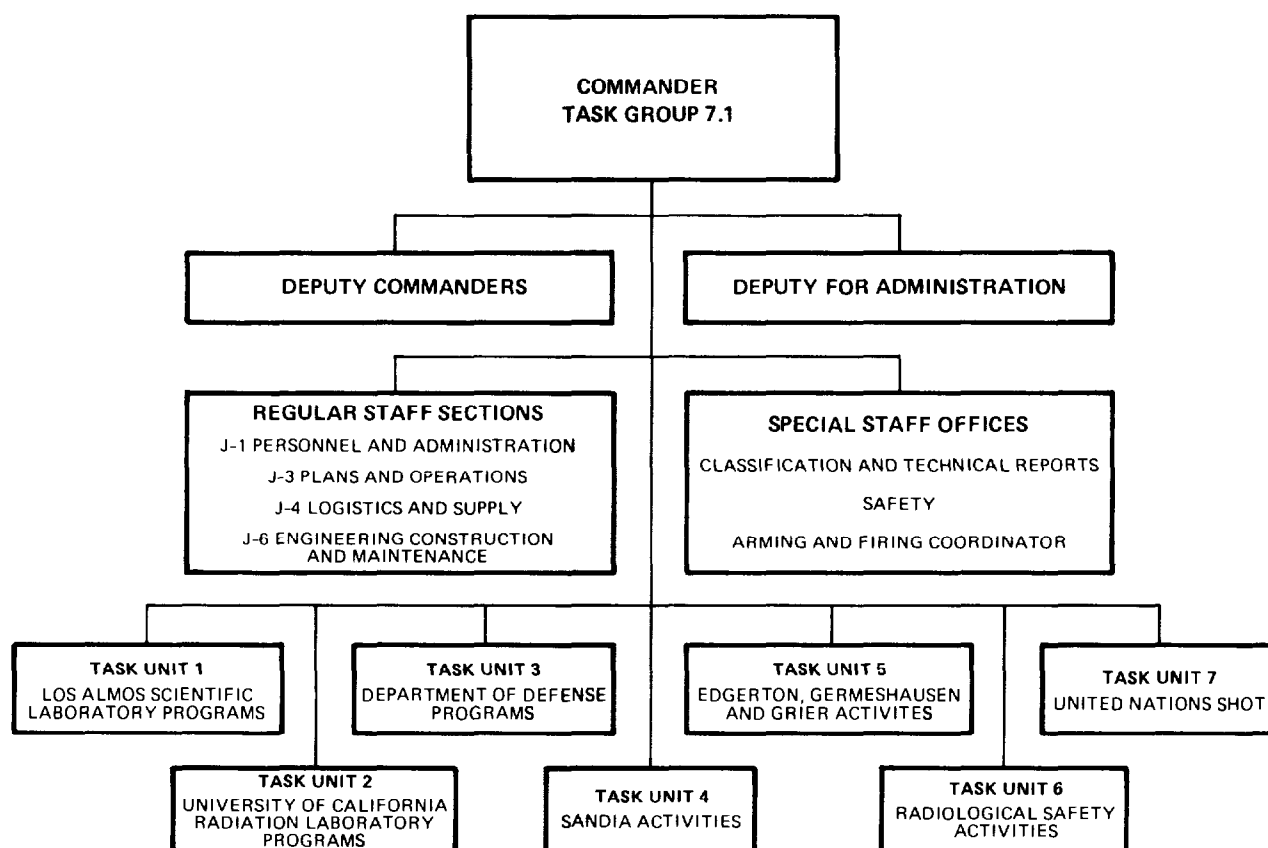 COMMANDER
TASK GROUP 7.1
DEPUTY COMMANDERS
DEPUTY FOR ADMINISTRATION
REGULAR STAFF SECTIONS
J-1 PERSONNEL AND ADMINISTRATION
J-3 PLANS AND OPERATIONS
J-4 LOGISTICS AND SUPPLY
J-6 ENGINEERING CONSTRUCTION
AND MAINTENANCE
SPECIAL STAFF OFFICES
CLASSIFICATION AND TECHNICAL REPORTS
SAFETY
ARMING AND FIRING COORDINATOR
TASK UNIT 1
LOS ALMOS SCIENTIFIC
LABORATORY PROGRAMS
TASK UNIT 3
DEPARTMENT OF DEFENSE
PROGRAMS
TASK UNIT 5
EDGERTON, GERMESHAUSEN
AND GRIER ACTIVITES
TASK UNIT 7
UNITED NATIONS SHOT
TASK UNIT 2
UNIVERSITY OF CALIFORNIA
RADIATION LABORATORY
PROGRAMS
TASK UNIT 4
SANDIA ACTIVITIES
TASK UNIT 6
RADIOLOGICAL SAFETY
ACTIVITIES